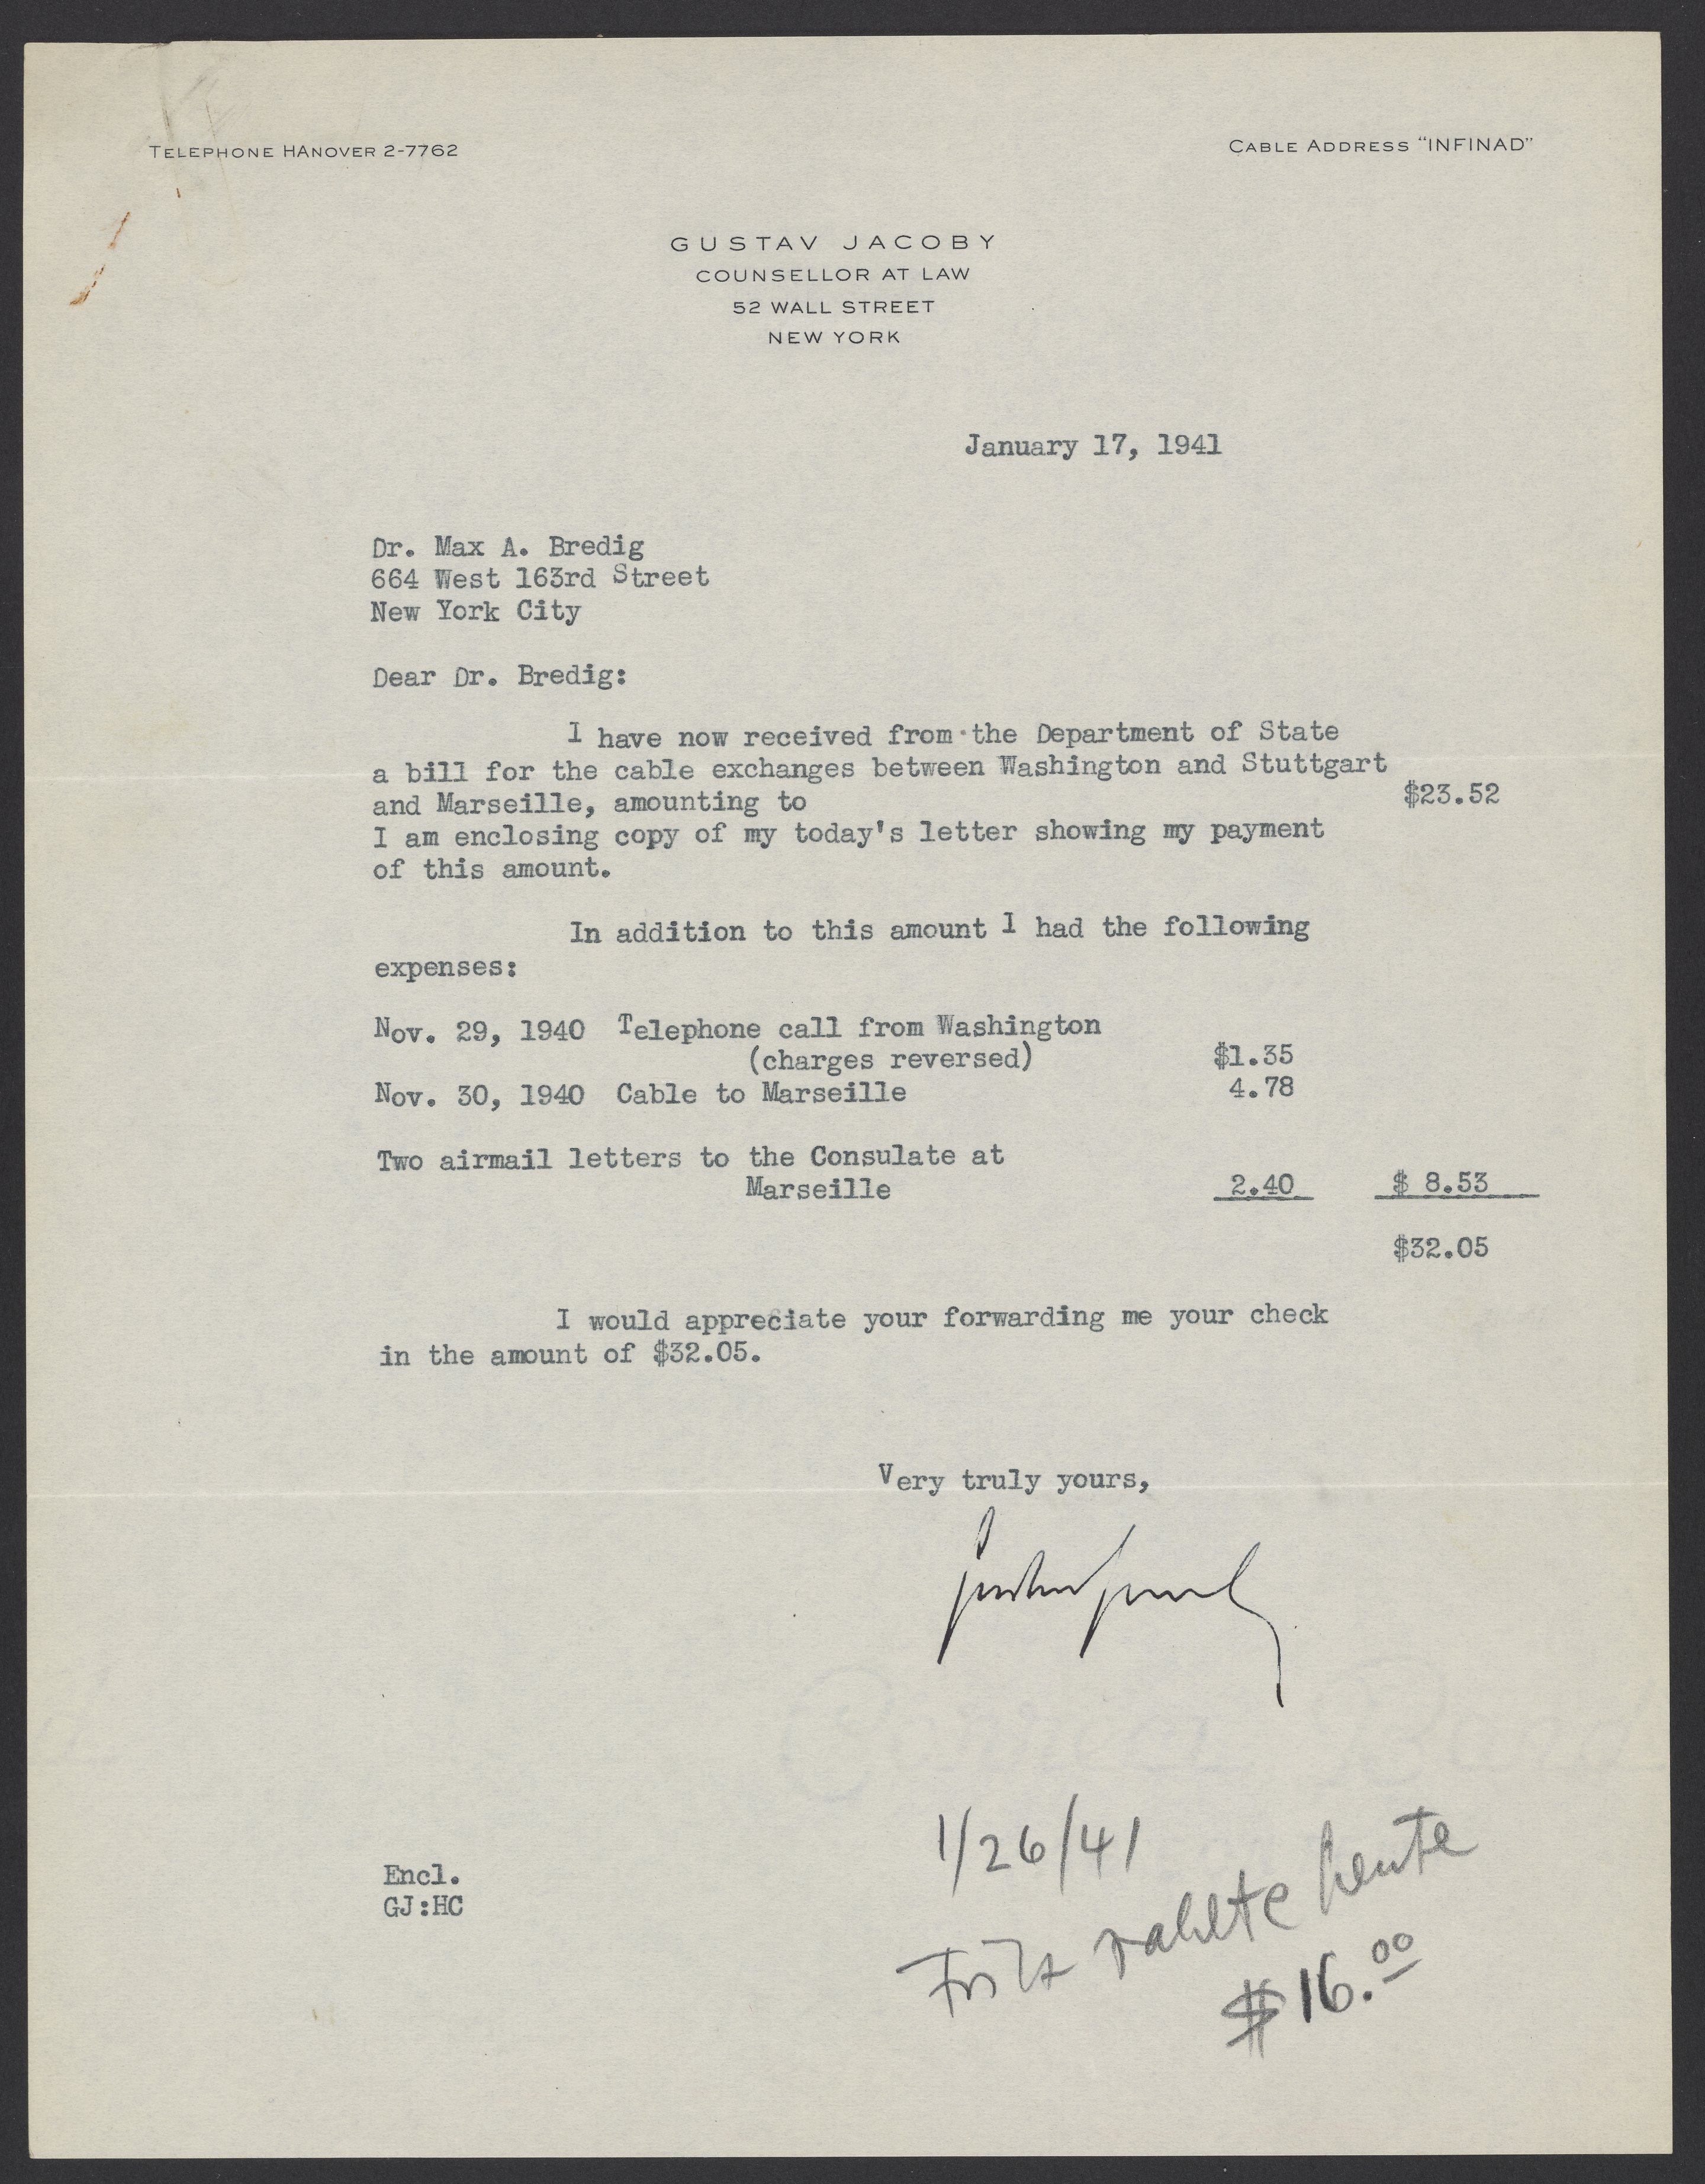 TELEPHONE HANOVER 2-7762
CABLE ADDRESS "INFINAD"
GUSTAV JACOBY
COUNSELLOR AT LAW
52 WALL STREET
NEW YORK
January 17, 1941
Dr. Max A. Bredig
664 West 163rd Street
New York City
Dear Dr. Bredig:
I have now received from the Department of State
a bill for the cable exchanges between Washington and Stuttgart
and Marseille, amounting to $23.52
I am enclosing copy of my today's letter showing my payment
of this amount.
In addition to this amount I had the following
expenses:
Nov. 29, 1940 Telephone call from Washington
(charges reversed) $1.35
Nov. 30, 1940 Cable to Marseille 4.78
Two airmail letters to the Consulate at
Marseille 2.40 $ 8.53
$32.05
I would appreciate your forwarding me your check
in the amount of $32.05.
Very truly yours,
Gustav Jacoby
Encl.
GJ:HC
1/26/41
Fritz zahlte heute
$16.00